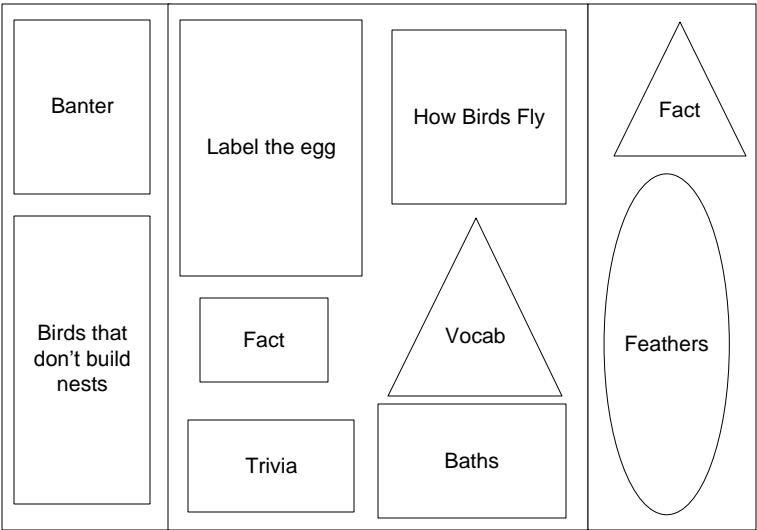 Banter
Birds that
don’t build
nests
Label the egg
Fact
Trivia
How Birds Fly
Vocab
Baths
Fact
Feathers